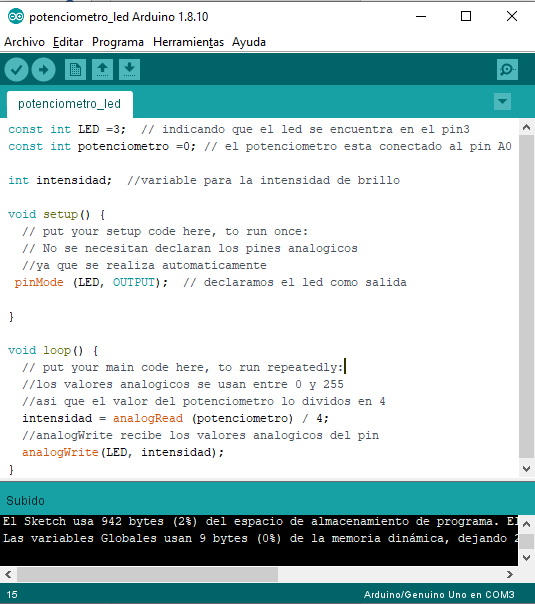 potenciometro_led Arduino 1.8.10
Archivo Editar Programa Herramientas Ayuda
potenciometro_led
const int LED =3;  // indicando que el led se encuentra en el pin3
const int potenciometro =0; // el potenciometro esta conectado al pin A0
int intensidad;  //variable para la intensidad de brillo
void setup() {
// put your setup code here, to run once:
// No se necesitan declaran los pines analogicos
//ya que se realiza automaticamente
pinMode (LED, OUTPUT);  // declaramos el led como salida
}
void loop() {
// put your main code here, to run repeatedly:
//los valores analogicos se usan entre 0 y 255
//asi que el valor del potenciometro lo dividos en 4
intensidad = analogRead (potenciometro) / 4;
//analogWrite recibe los valores analogicos del pin
analogWrite(LED, intensidad);
}
Subido
El Sketch usa 942 bytes (2%) del espacio de almacenamiento de programa. El
Las variables Globales usan 9 bytes (0%) de la memoria dinámica, dejando 2
15 Arduino/Genuino Uno en COM3